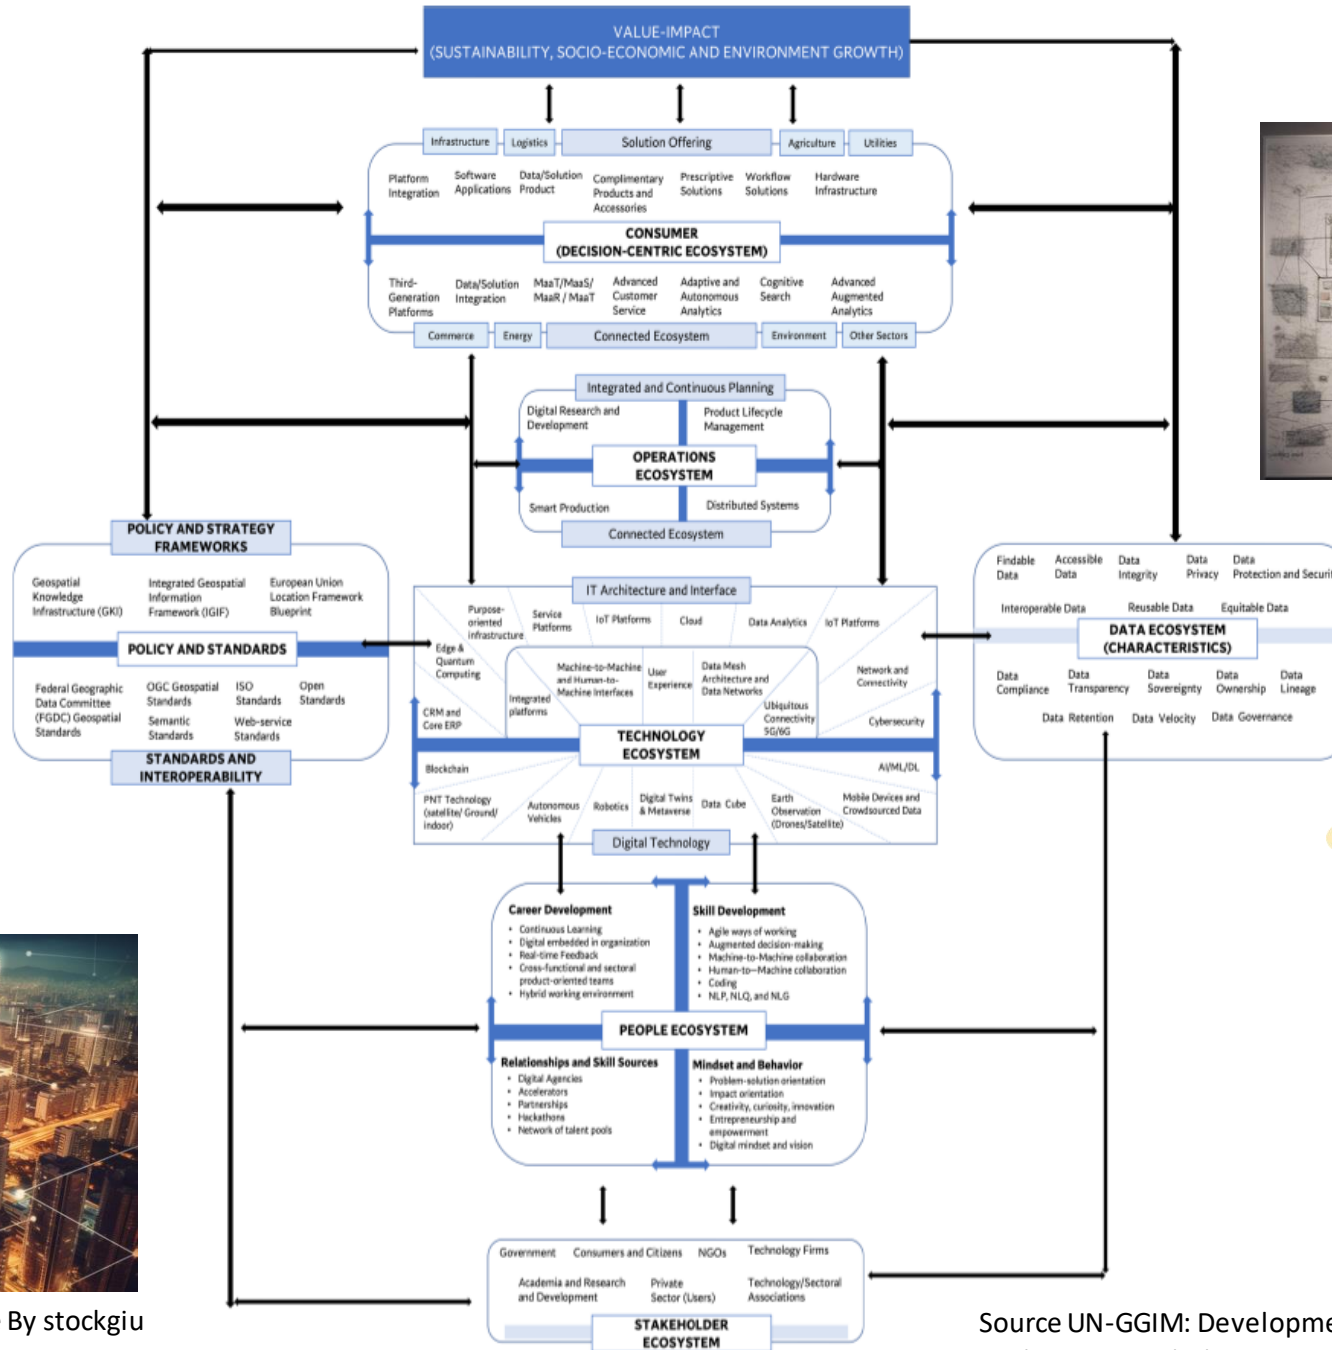 VALUE-IMPACT
(SUSTAINABILITY, SOCIO-ECONOMIC AND ENVIRONMENT GROWTH)
Infrastructure
Logistics
Solution Offering
Agriculture
Utilities
Platform
Integration
Software
Applications
Data/Solution
Product
Complimentary
Products and
Accessories
Prescriptive
Solutions
Workflow
Solutions
Hardware
Infrastructure
CONSUMER
(DECISION-CENTRIC ECOSYSTEM)
Third-
Generation
Platforms
Data/Solution
Integration
MaaT/MaaS/
MaaR / MaaT
Advanced
Customer
Service
Adaptive and
Autonomous
Analytics
Cognitive
Search
Advanced
Augmented
Analytics
Commerce
Energy
Connected Ecosystem
Environment
Other Sectors
Integrated and Continuous Planning
Digital Research and
Development
Product Lifecycle
Management
OPERATIONS
ECOSYSTEM
Smart Production
Distributed Systems
Connected Ecosystem
POLICY AND STRATEGY
FRAMEWORKS
Geospatial
Knowledge
Infrastructure (GKI)
Integrated Geospatial
Information
Framework (IGIF)
European Union
Location Framework
Blueprint
POLICY AND STANDARDS
Federal Geographic
Data Committee
(FGDC) Geospatial
Standards
OGC Geospatial
Standards
ISO
Standards
Open
Standards
Semantic
Standards
Web-service
Standards
STANDARDS AND
INTEROPERABILITY
IT Architecture and Interface
Purpose-
oriented
Infrastructure
Service
Platforms
IoT Platforms
Cloud
Data Analytics
IoT Platforms
Edge &
Quantum
Computing
Machine-to-Machine
and Human-to-
Machine Interfaces
User
Experience
Data Mesh
Architecture and
Data Networks
Network and
Connectivity
Integrated
platforms
Ubiquitous
Connectivity
5G/6G
CRM and
Core ERP
Cybersecurity
TECHNOLOGY
ECOSYSTEM
Blockchain
AI/ML/DL
PNT Technology
(satellite/ Ground/
indoor)
Autonomous
Vehicles
Robotics
Digital Twins
& Metaverse
Data Cube
Earth
Observation
(Drones/Satellite)
Mobile Devices and
Crowdsourced Data
Digital Technology
Findable
Data
Accessible
Data
Data
Integrity
Data
Privacy
Data
Protection and Securit
Interoperable Data
Reusable Data
Equitable Data
DATA ECOSYSTEM
(CHARACTERISTICS)
Data
Compliance
Data
Transparency
Data
Sovereignty
Data
Ownership
Data
Lineage
Data Retention
Data Velocity
Data Governance
Career Development
• Continuous Learning
• Digital embedded in organization
• Real-time Feedback
• Cross-functional and sectoral
product-oriented teams
• Hybrid working environment
Skill Development
• Agile ways of working
• Augmented decision-making
• Machine-to-Machine collaboration
• Human-to—Machine collaboration
• Coding
• NLP, NLQ, and NLG
PEOPLE ECOSYSTEM
Relationships and Skill Sources
• Digital Agencies
• Accelerators
• Partnerships
• Hackathons
• Network of talent pools
Mindset and Behavior
• Problem-solution orientation
• Impact orientation
• Creativity, curiosity, innovation
• Entrepreneurship and
empowerment
• Digital mindset and vision
Government
Consumers and Citizens
NGOs
Technology Firms
Academia and Research
and Development
Private
Sector (Users)
Technology/Sectoral
Associations
STAKEHOLDER
ECOSYSTEM
By stockgiu
Source UN-GGIM: Developme